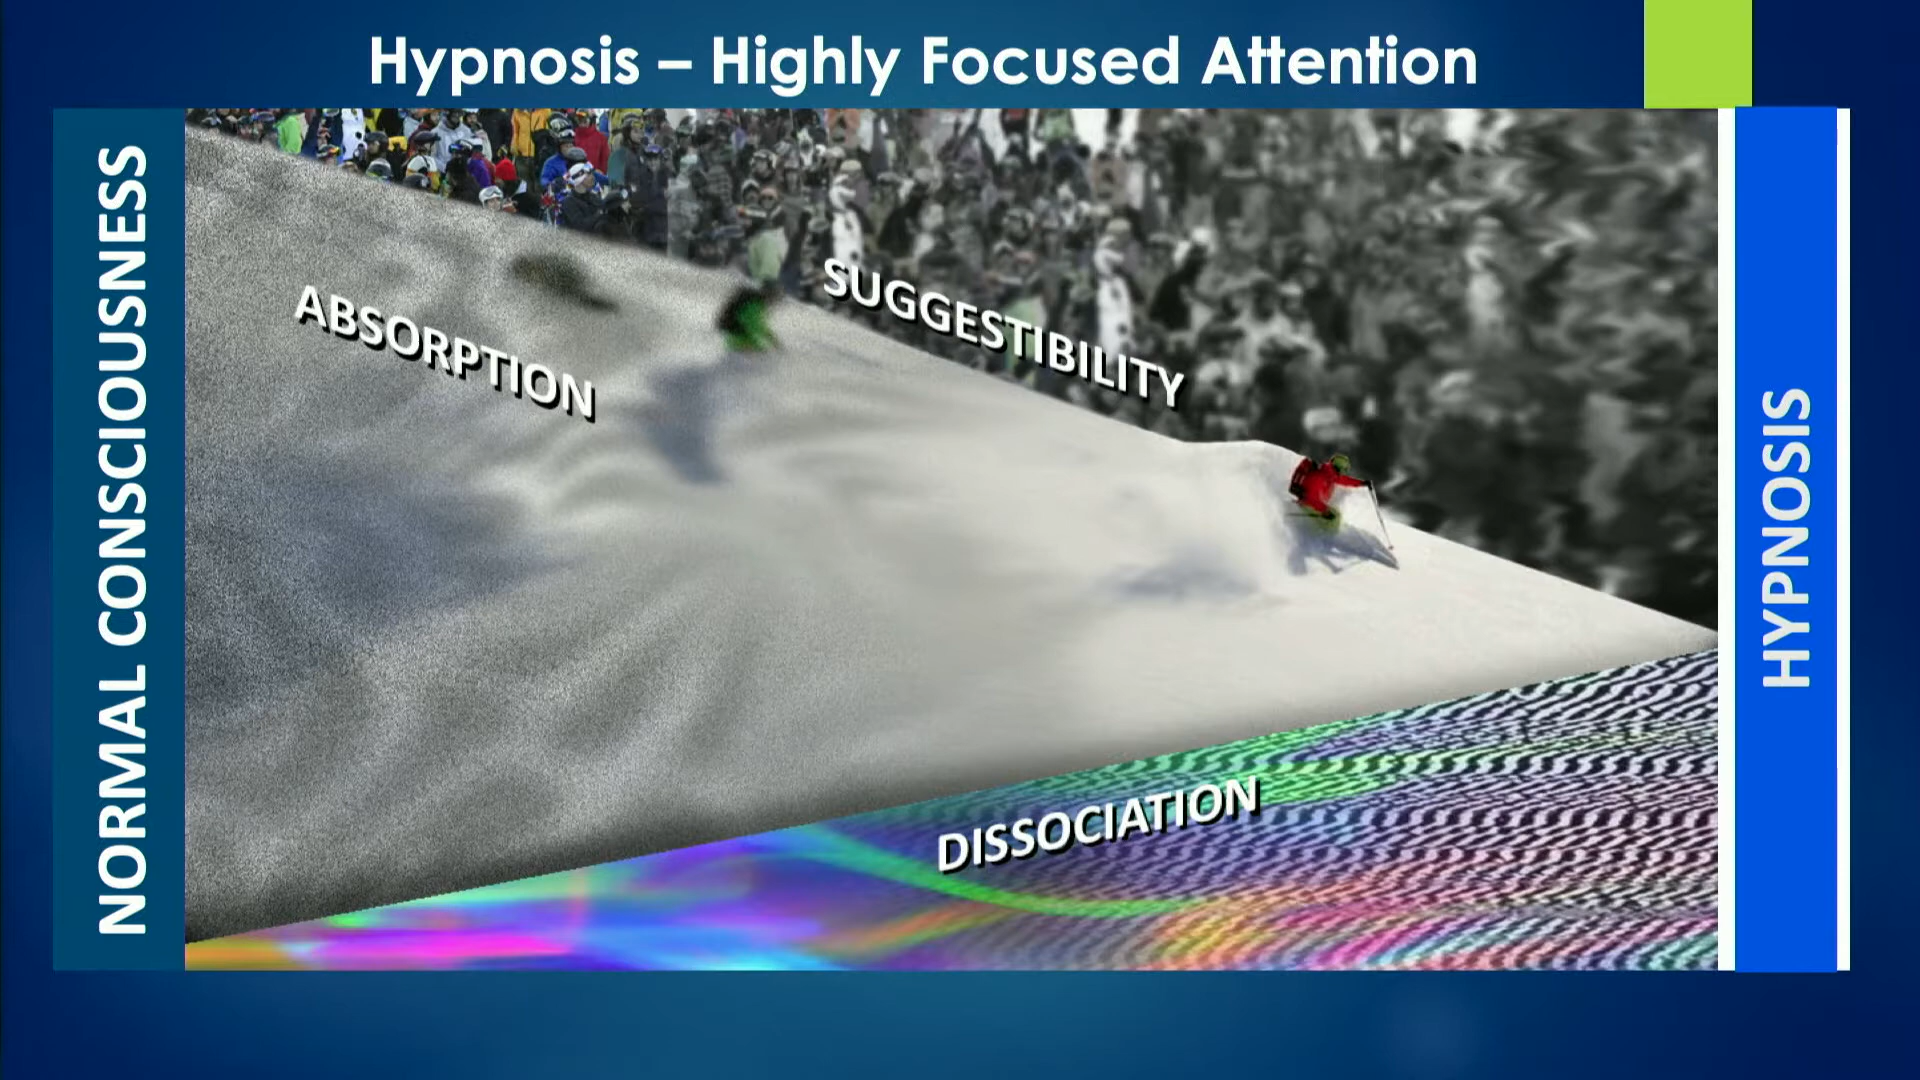 Hypnosis – Highly Focused Attention
NORMAL CONSCIOUSNESS
ABSORPTION
SUGGESTIBILITY
DISSOCIATION
HYPNOSIS